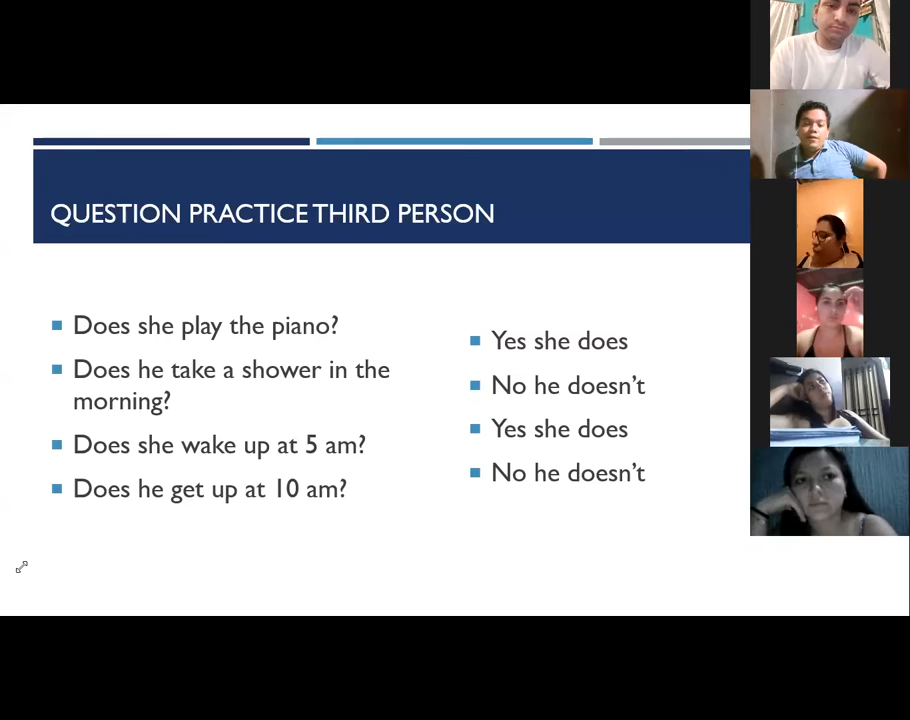 QUESTION PRACTICE THIRD PERSON
Does she play the piano?
Does he take a shower in the
morning?
Does she wake up at 5 am?
Does he get up at 10 am?
Yes she does
No he doesn't
Yes she does
No he doesn't